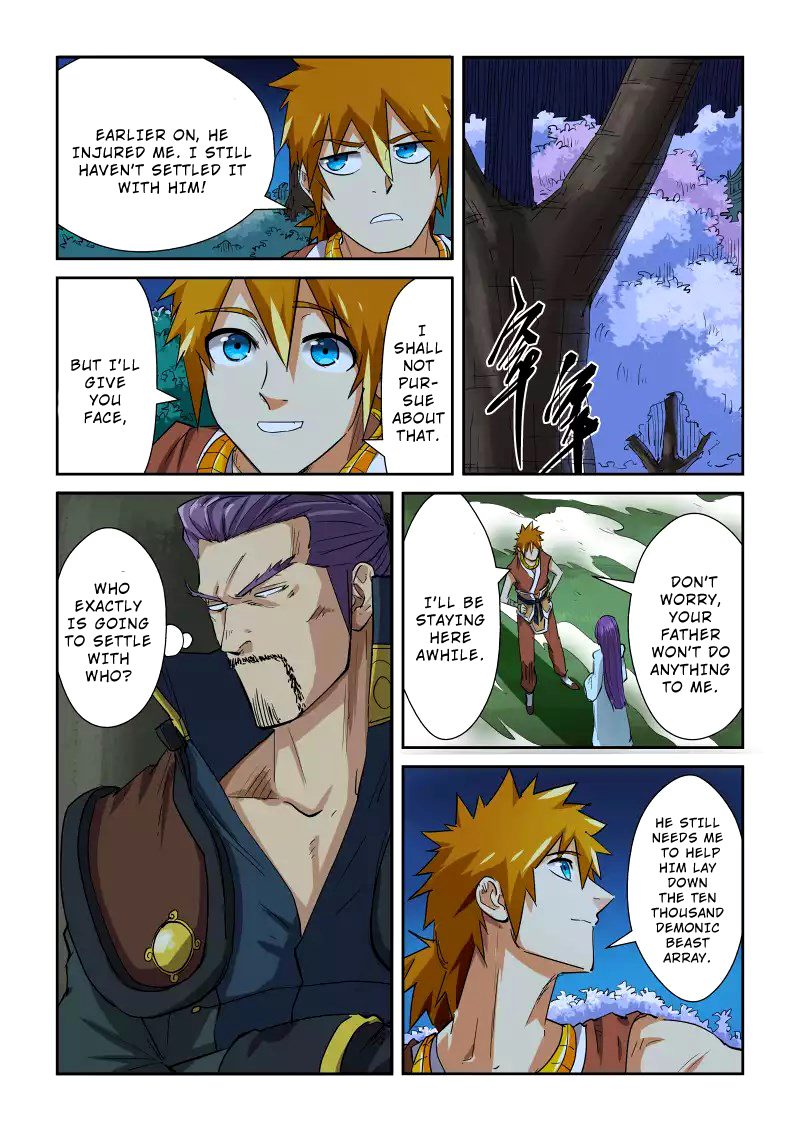 EARLIER ON, HE
INJURED ME. I STILL
HAVEN'T SETTLED IT
WITH HIM!
BUT I'LL
GIVE
YOU
FACE,
I
SHALL
NOT
PUR-
SUE
ABOUT
THAT.
WHO
EXACTLY
IS GOING
TO SETTLE
WITH
WHO?
DON'T
WORRY,
YOUR
FATHER
WON'T DO
ANYTHING
TO ME.
I'LL BE
STAYING
HERE
AWHILE.
HE STILL
NEEDS ME
TO HELP
HIM LAY
DOWN
THE TEN
THOUSAND
DEMONIC
BEAST
ARRAY.